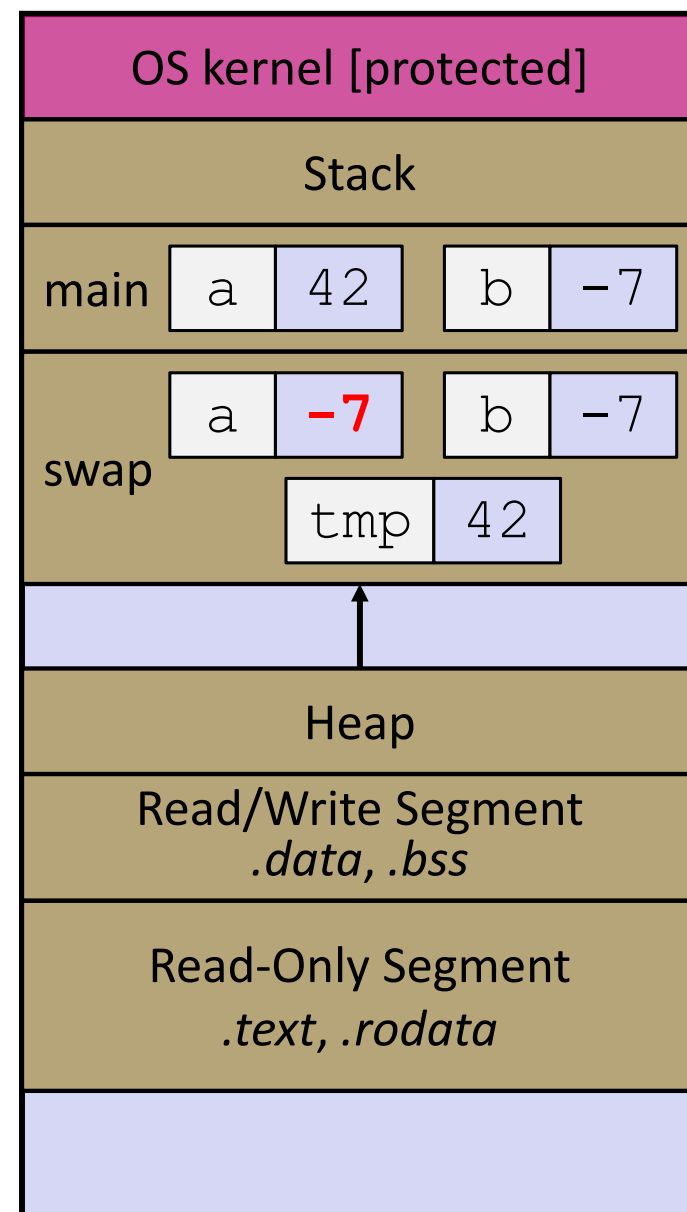 OS kernel [protected]
Stack
main a 42 b -7
a -7 b -7
swap
tmp 42
Heap
Read/Write Segment
.data, .bss
Read-Only Segment
.text, .rodata